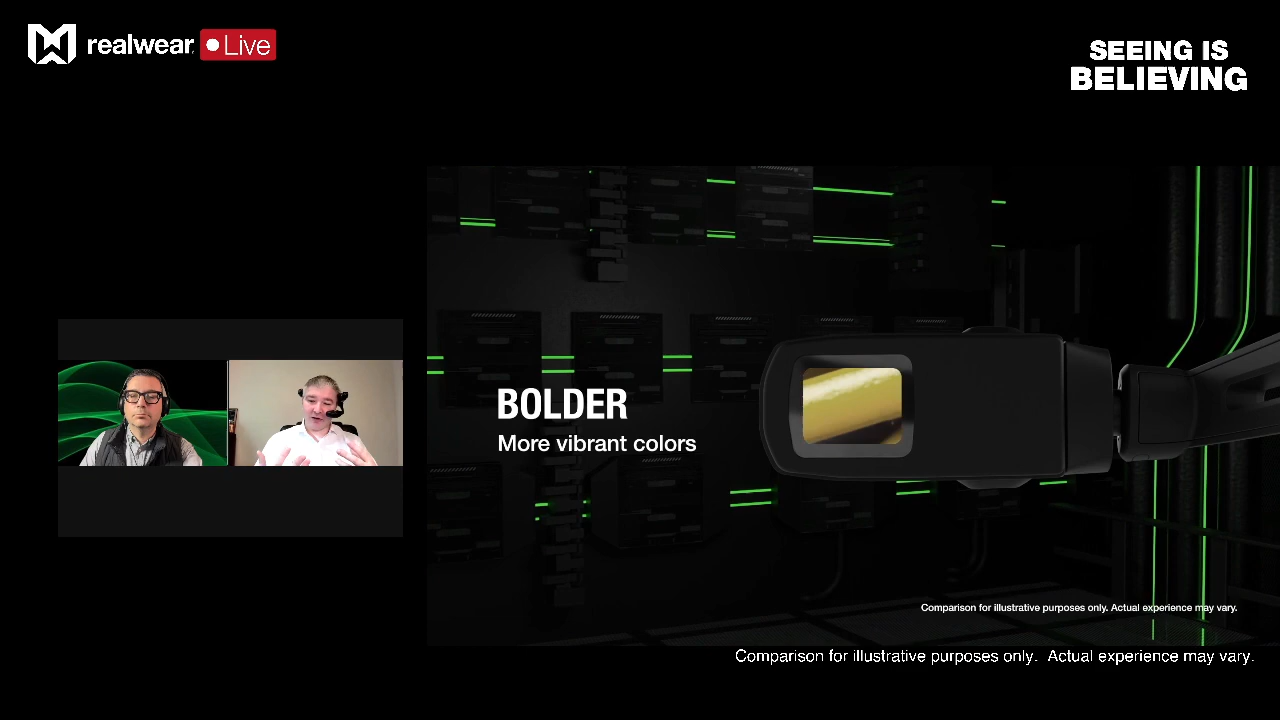 realwear
Live
SEEING IS
BELIEVING
BOLDER
More vibrant colors
Comparison for illustrative purposes only. Actual experience may vary.
Comparison for illustrative purposes only. Actual experience may vary.